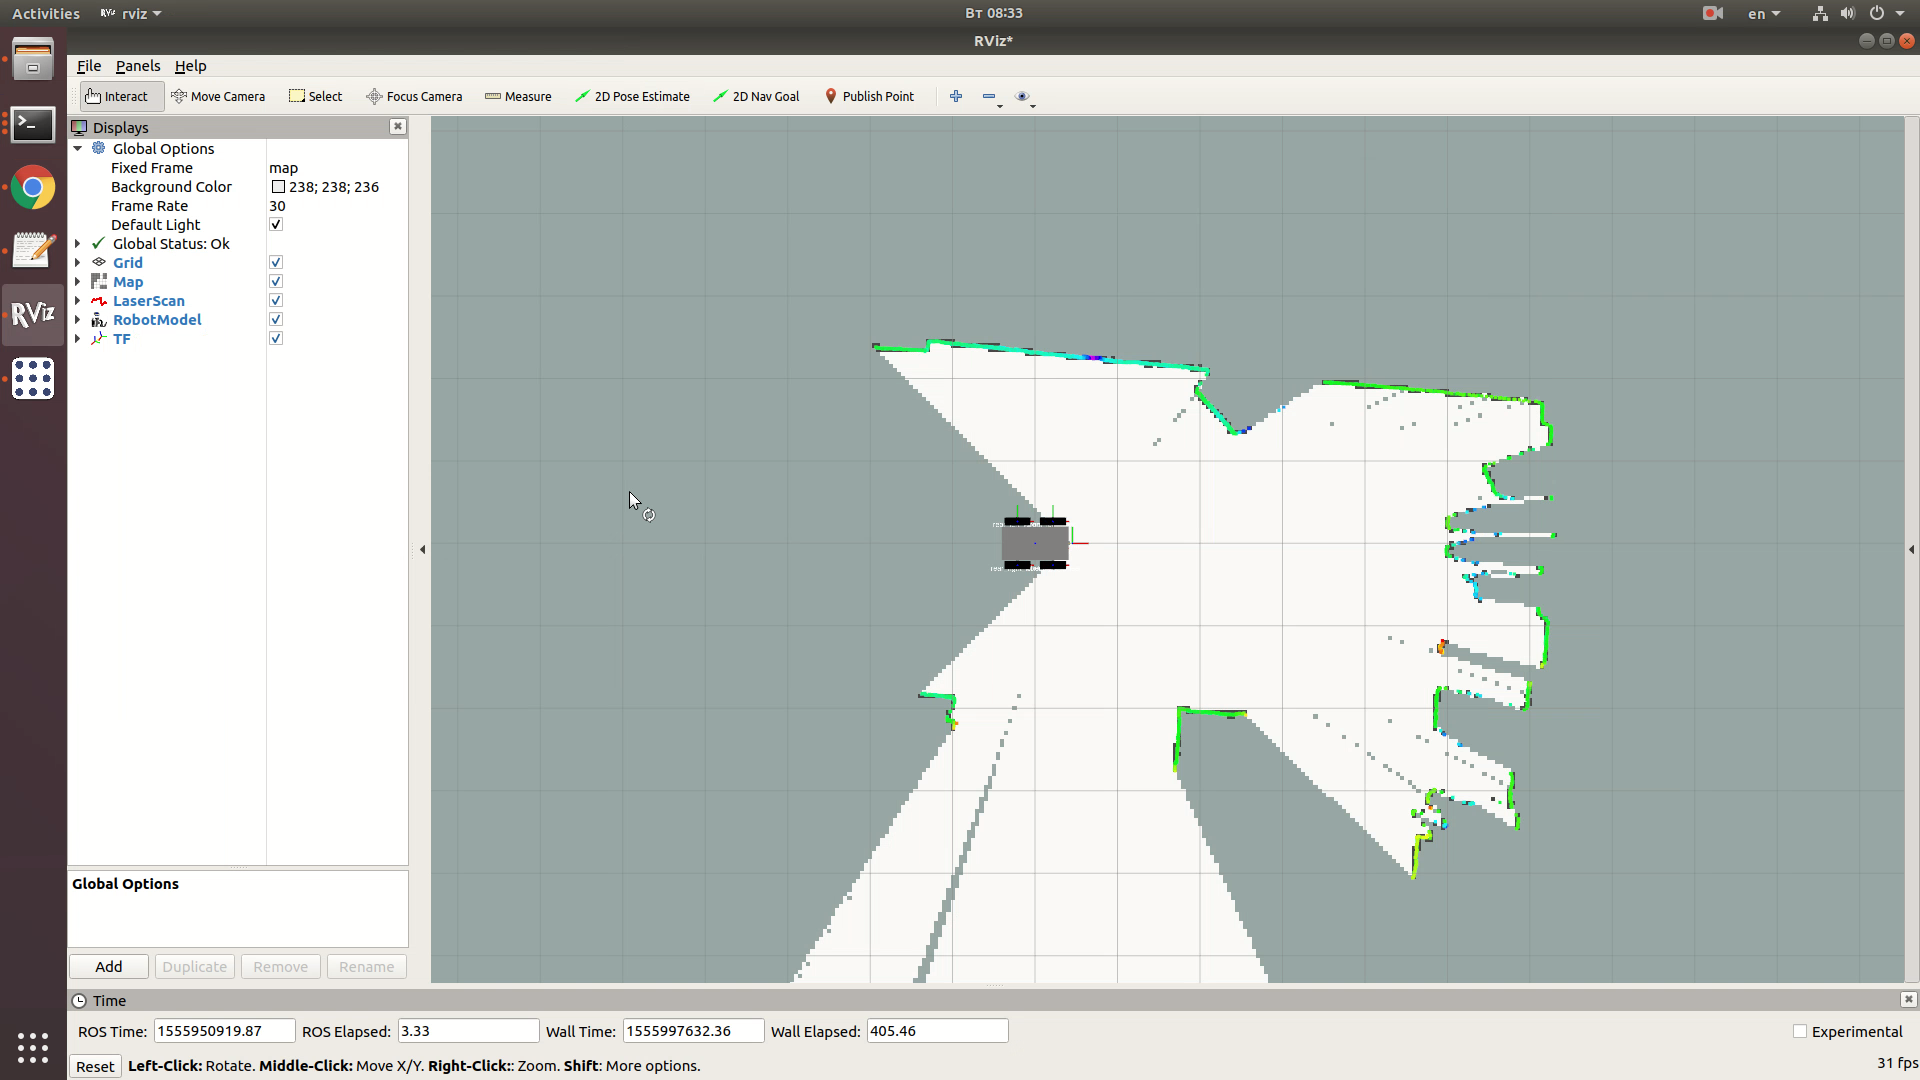 Activities
rviz
Вт 08:33
en
RViz*
File Panels Help
Interact Move Camera Select Focus Camera Measure 2D Pose Estimate 2D Nav Goal Publish Point
Displays
Global Options
Fixed Frame map
Background Color 238; 238; 236
Frame Rate 30
Default Light
Global Status: Ok
Grid
Map
LaserScan
RobotModel
TF
RViz
Global Options
Add Duplicate Remove Rename
Time
ROS Time: 1555950919.87 ROS Elapsed: 3.33 Wall Time: 1555997632.36 Wall Elapsed: 405.46 Experimental
Reset Left-Click: Rotate. Middle-Click: Move X/Y. Right-Click:: Zoom. Shift: More options. 31 fps